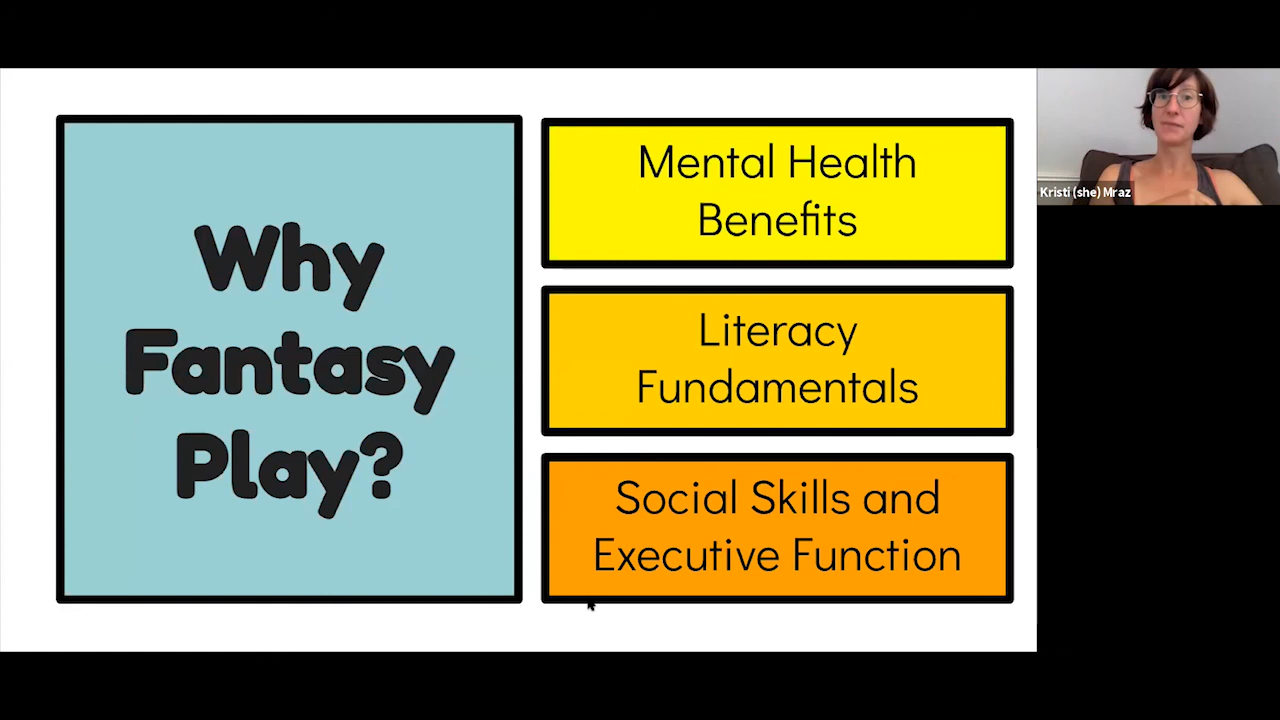 Why
Fantasy
Play?
Mental Health
Benefits
Literacy
Fundamentals
Social Skills and
Executive Function
Kristi (she) Mraz